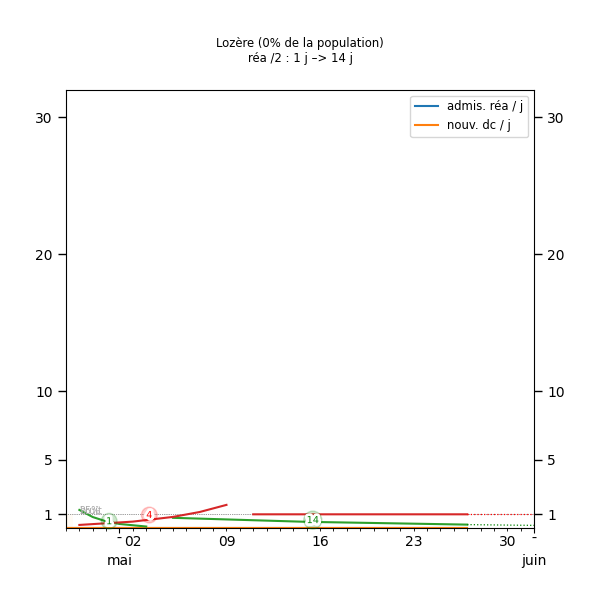 Lozère (0% de la population)
réa /2 : 1 j –> 14 j
admis. réa / j
nouv. dc / j
30 30
20 20
10 10
5 5
1 1
1 4 14
02 09 16 23 30
mai juin